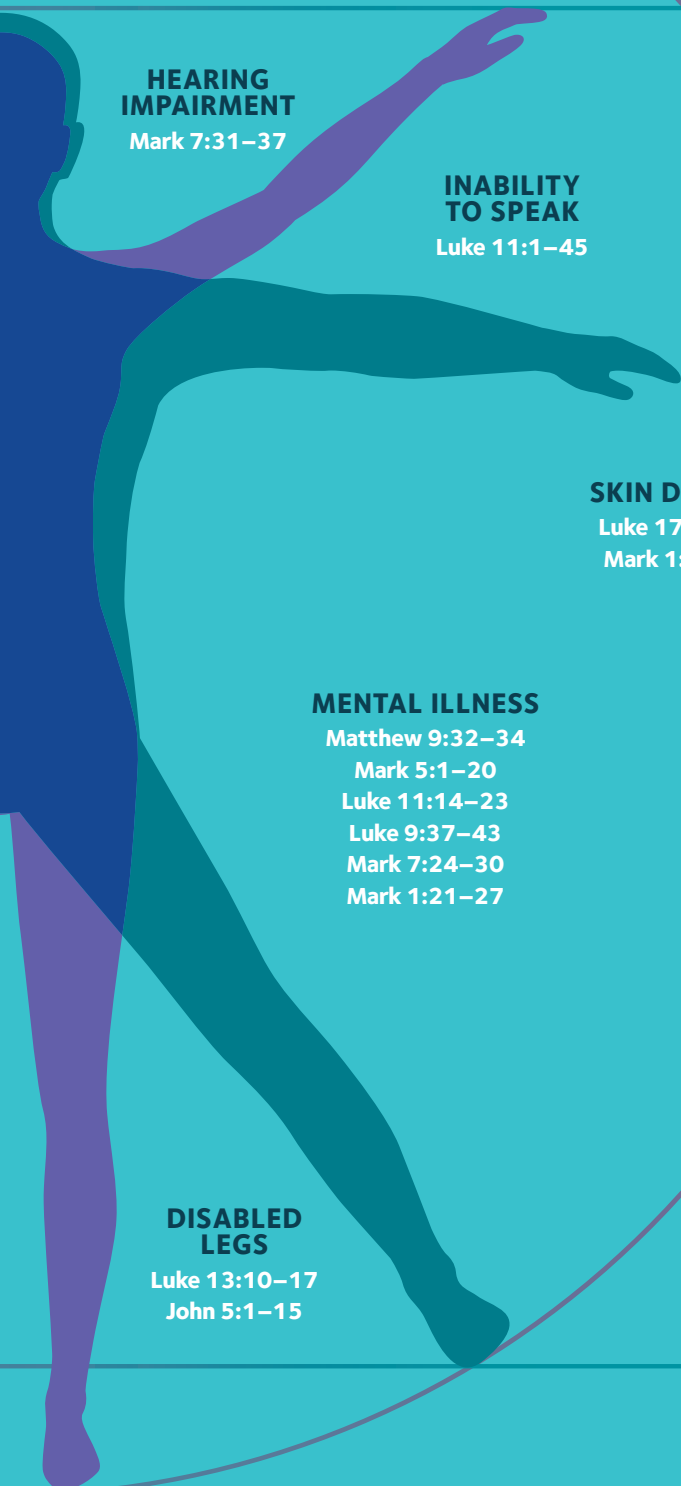 HEARING
IMPAIRMENT
Mark 7:31–37
INABILITY
TO SPEAK
Luke 11:1–45
SKIN D
Luke 17
Mark 1:
MENTAL ILLNESS
Matthew 9:32–34
Mark 5:1–20
Luke 11:14–23
Luke 9:37–43
Mark 7:24–30
Mark 1:21–27
DISABLED
LEGS
Luke 13:10–17
John 5:1–15